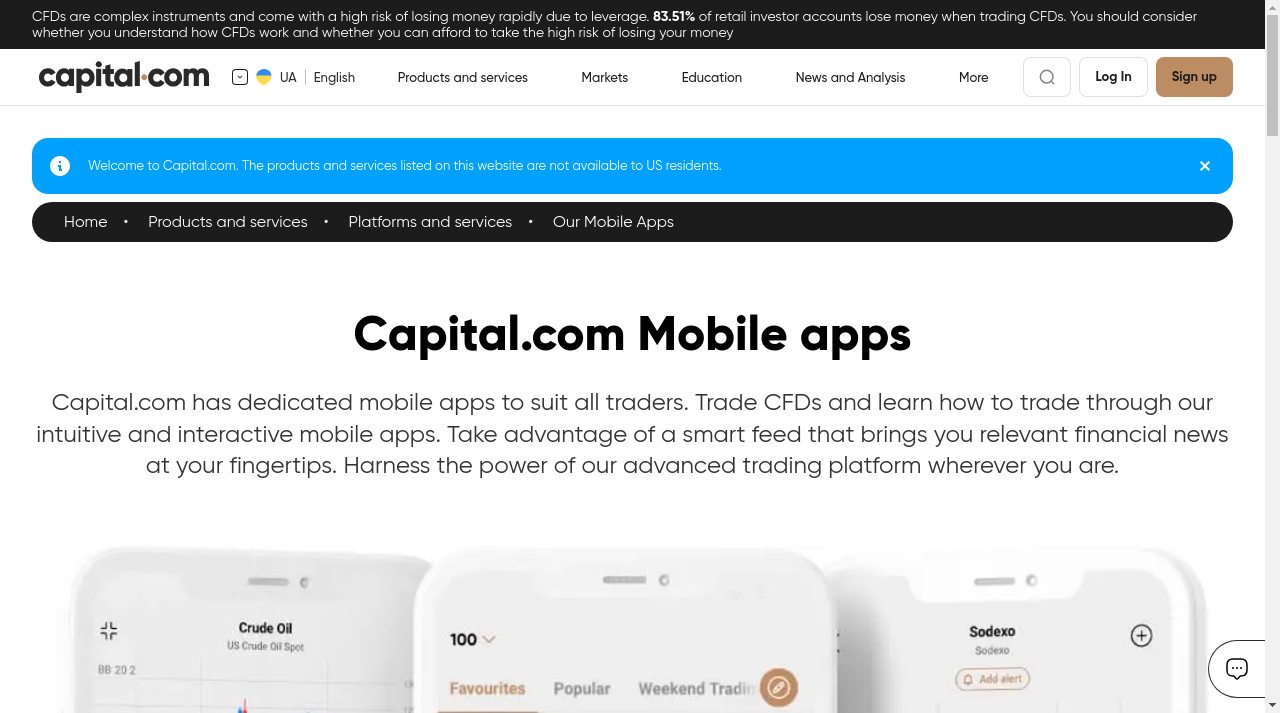 CFDs are complex instruments and come with a high risk of losing money rapidly due to leverage. 83.51% of retail investor accounts lose money when trading CFDs. You should consider
whether you understand how CFDs work and whether you can afford to take the high risk of losing your money
capital.com UA English Products and services Markets Education News and Analysis More Log In Sign up
Welcome to Capital.com. The products and services listed on this website are not available to US residents.
Home • Products and services • Platforms and services • Our Mobile Apps
Capital.com Mobile apps
Capital.com has dedicated mobile apps to suit all traders. Trade CFDs and learn how to trade through our
intuitive and interactive mobile apps. Take advantage of a smart feed that brings you relevant financial news
at your fingertips. Harness the power of our advanced trading platform wherever you are.
Crude Oil
US Crude Oil Spot
BB 20 2
100
Favourites Popular Weekend Tradin
Sodexo
Sodexo
Add alert